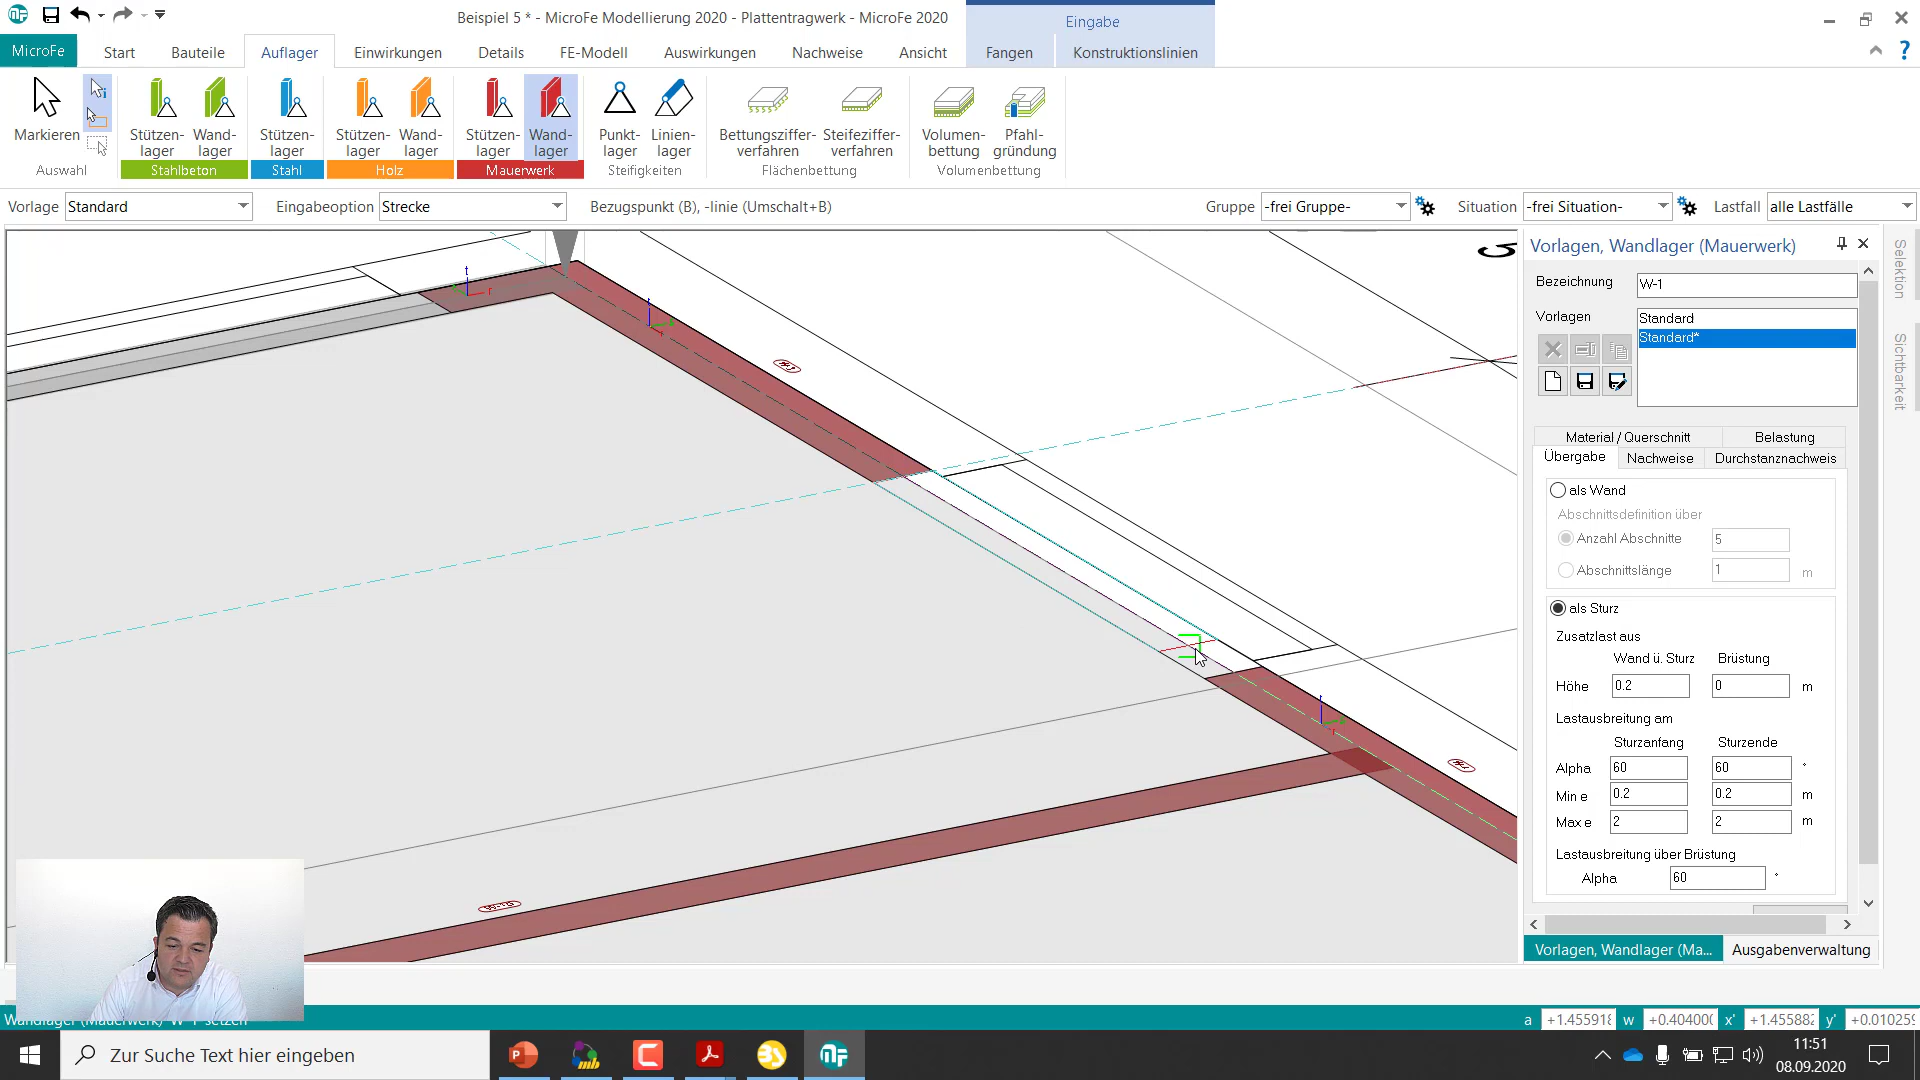 Beispiel 5 * - MicroFe Modellierung 2020 - Plattentragwerk - MicroFe 2020
Eingabe
MicroFe
Start
Bauteile
Auflager
Einwirkungen
Details
FE-Modell
Auswirkungen
Nachweise
Ansicht
Fangen
Konstruktionslinien
Markieren
Stützen-
lager
Wand-
lager
Stützen-
lager
Stützen-
lager
Wand-
lager
Stützen-
lager
Wand-
lager
Punkt-
lager
Linien-
lager
Bettungsziffer-
verfahren
Steifeziffer-
verfahren
Volumen-
bettung
Pfahl-
gründung
Auswahl
Stahlbeton
Stahl
Holz
Mauerwerk
Steifigkeiten
Flächenbettung
Volumenbettung
Vorlage
Standard
Eingabeoption
Strecke
Bezugspunkt (B), -linie (Umschalt+B)
Gruppe
-frei Gruppe-
Situation
-frei Situation-
Lastfall
alle Lastfälle
Vorlagen, Wandlager (Mauerwerk)
Bezeichnung
W-1
Vorlagen
Standard
Standard*
Material / Querschnitt
Belastung
Übergabe
Nachweise
Durchstanznachweis
als Wand
Abschnittsdefinition über
Anzahl Abschnitte
5
Abschnittslänge
1
m
als Sturz
Zusatzlast aus
Wand ü. Sturz
Brüstung
Höhe
0.2
0
m
Lastausbreitung am
Sturzanfang
Sturzende
Alpha
60
60
°
Min e
0.2
0.2
m
Max e
2
2
m
Lastausbreitung über Brüstung
Alpha
60
°
Vorlagen, Wandlager (Ma...
Ausgabenverwaltung
Selektion
Sichtbarkeit
t
r
Wandlager (Mauerwerk) W-1 setzen
a
+1.455918
w
+0.40400(
x'
+1.455882
y'
+0.010259
Zur Suche Text hier eingeben
11:51
08.09.2020